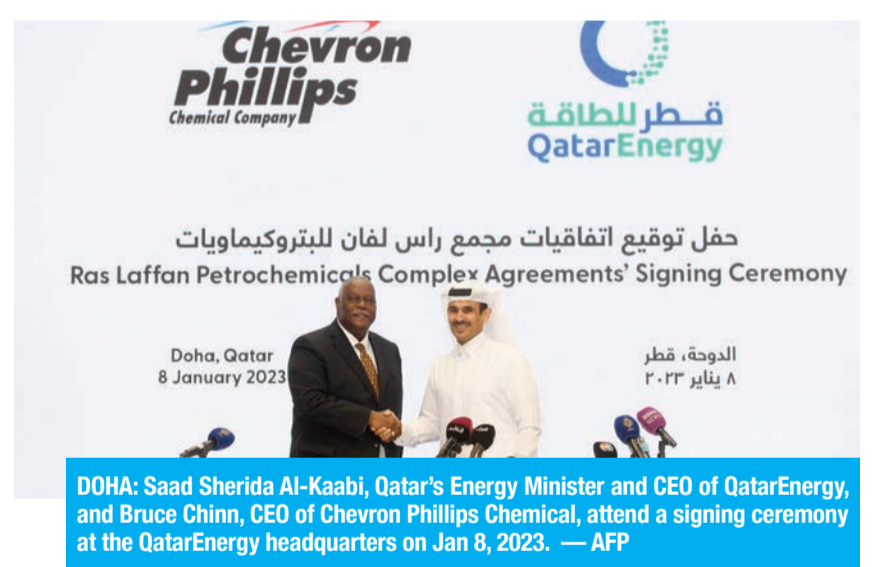 Chevron
Phillips
Chemical Company
قطر للطاقة
QatarEnergy
حفل توقيع اتفاقيات مجمع راس لفان للبتروكيماويات
Ras Laffan Petrochemicals Complex Agreements' Signing Ceremony
Doha, Qatar
8 January 2023
الدوحة، قطر
٨ يناير ٢٠٢٣
DOHA: Saad Sherida Al-Kaabi, Qatar's Energy Minister and CEO of QatarEnergy,
and Bruce Chinn, CEO of Chevron Phillips Chemical, attend a signing ceremony
at the QatarEnergy headquarters on Jan 8, 2023. — AFP